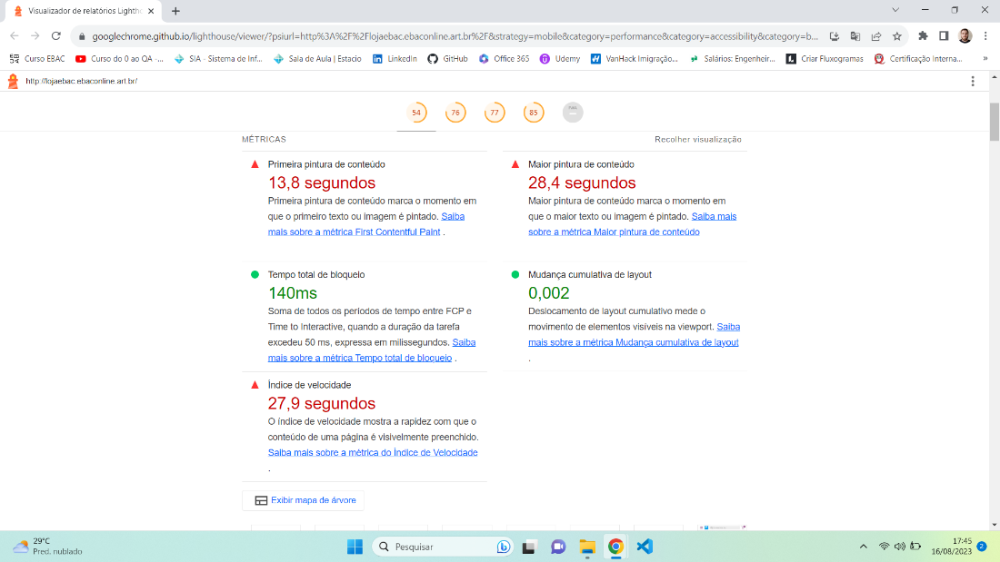 Visualizador de relatórios Lighth
googlechrome.github.io/lighthouse/viewer/?psiurl=http%3A%2F%2Flojaebac.ebaconline.art.br%2F&strategy=mobile&category=performance&category=accessibility&category=b...
Curso EBAC
Curso do 0 ao QA -...
SIA - Sistema de Inf...
Sala de Aula | Estacio
LinkedIn
GitHub
Office 365
Udemy
VanHack Imigração...
Salários: Engenheir...
Criar Fluxogramas
Certificação Interna...
»
http://lojaebac.ebaconline.art.br/
54
76
77
85
MÉTRICAS
Recolher visualização
Primeira pintura de conteúdo
13,8 segundos
Primeira pintura de conteúdo marca o momento em
que o primeiro texto ou imagem é pintado. Saiba
mais sobre a métrica First Contentful Paint .
Maior pintura de conteúdo
28,4 segundos
Maior pintura de conteúdo marca o momento em
que o maior texto ou imagem é pintado. Saiba mais
sobre a métrica Maior pintura de conteúdo
Tempo total de bloqueio
140ms
Soma de todos os períodos de tempo entre FCP e
Time to Interactive, quando a duração da tarefa
excedeu 50 ms, expressa em milissegundos. Saiba
mais sobre a métrica Tempo total de bloqueio .
Mudança cumulativa de layout
0,002
Deslocamento de layout cumulativo mede o
movimento de elementos visíveis na viewport. Saiba
mais sobre a métrica Mudança cumulativa de layout
.
Índice de velocidade
27,9 segundos
O índice de velocidade mostra a rapidez com que o
conteúdo de uma página é visivelmente preenchido.
Saiba mais sobre a métrica do Índice de Velocidade
.
Exibir mapa de árvore
29°C
Pred. nublado
Pesquisar
17:45
16/08/2023
2